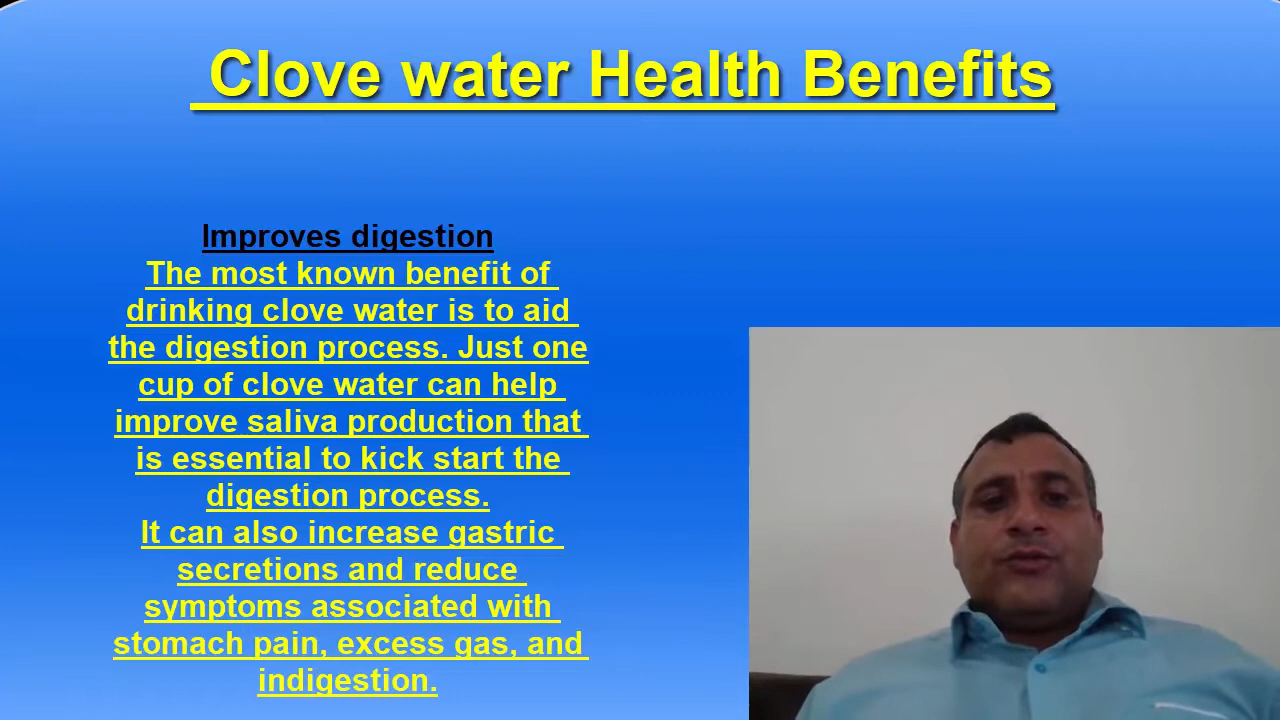 Clove water Health Benefits
Improves digestion
The most known benefit of
drinking clove water is to aid
the digestion process. Just one
cup of clove water can help
improve saliva production that
is essential to kick start the
digestion process.
It can also increase gastric
secretions and reduce
symptoms associated with
stomach pain, excess gas, and
indigestion.